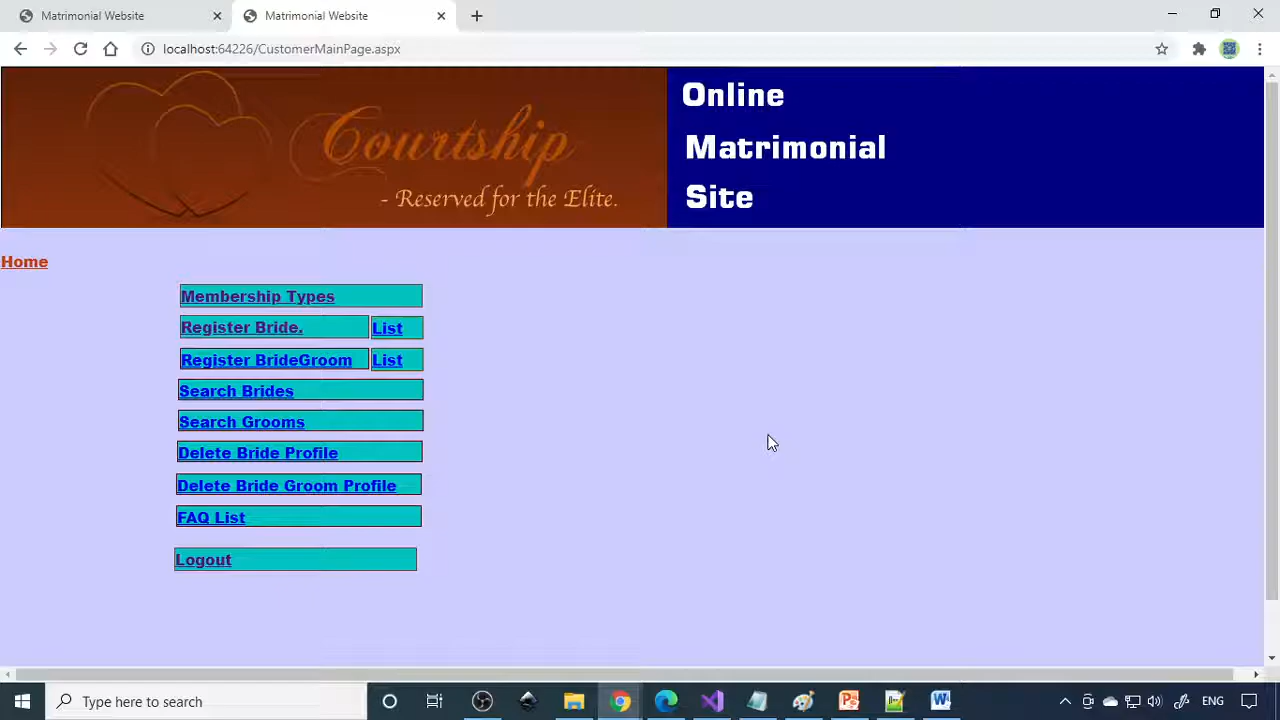 Matrimonial Website
Matrimonial Website
localhost:64226/CustomerMainPage.aspx
Courtship
- Reserved for the Elite.
Online
Matrimonial
Site
Home
Membership Types
Register Bride. List
Register BrideGroom List
Search Brides
Search Grooms
Delete Bride Profile
Delete Bride Groom Profile
FAQ List
Logout
Type here to search
ENG